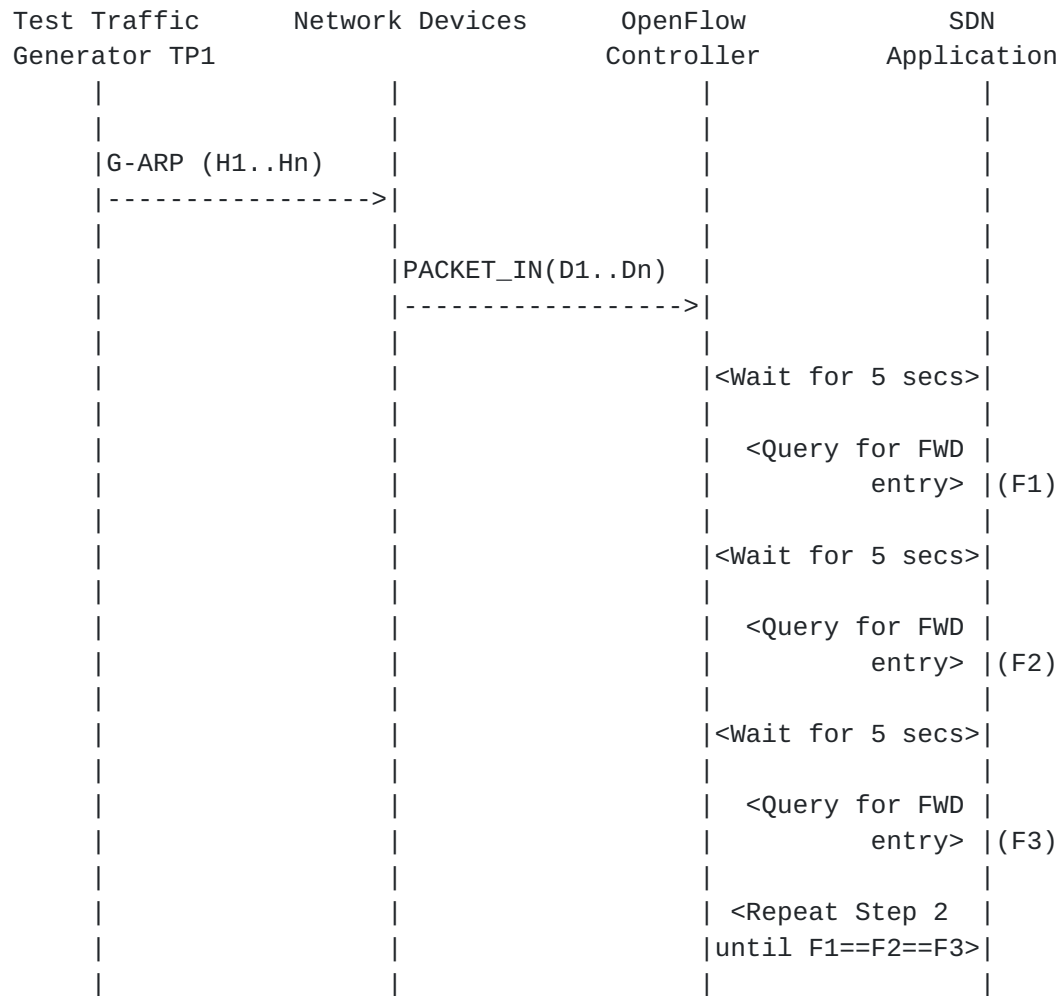 Test Traffic Network Devices OpenFlow SDN
Generator TP1 Controller Application
G-ARP (H1..Hn)
PACKET_IN(D1..Dn)
<Wait for 5 secs>
<Query for FWD
entry> (F1)
<Wait for 5 secs>
<Query for FWD
entry> (F2)
<Wait for 5 secs>
<Query for FWD
entry> (F3)
<Repeat Step 2
until F1==F2==F3>